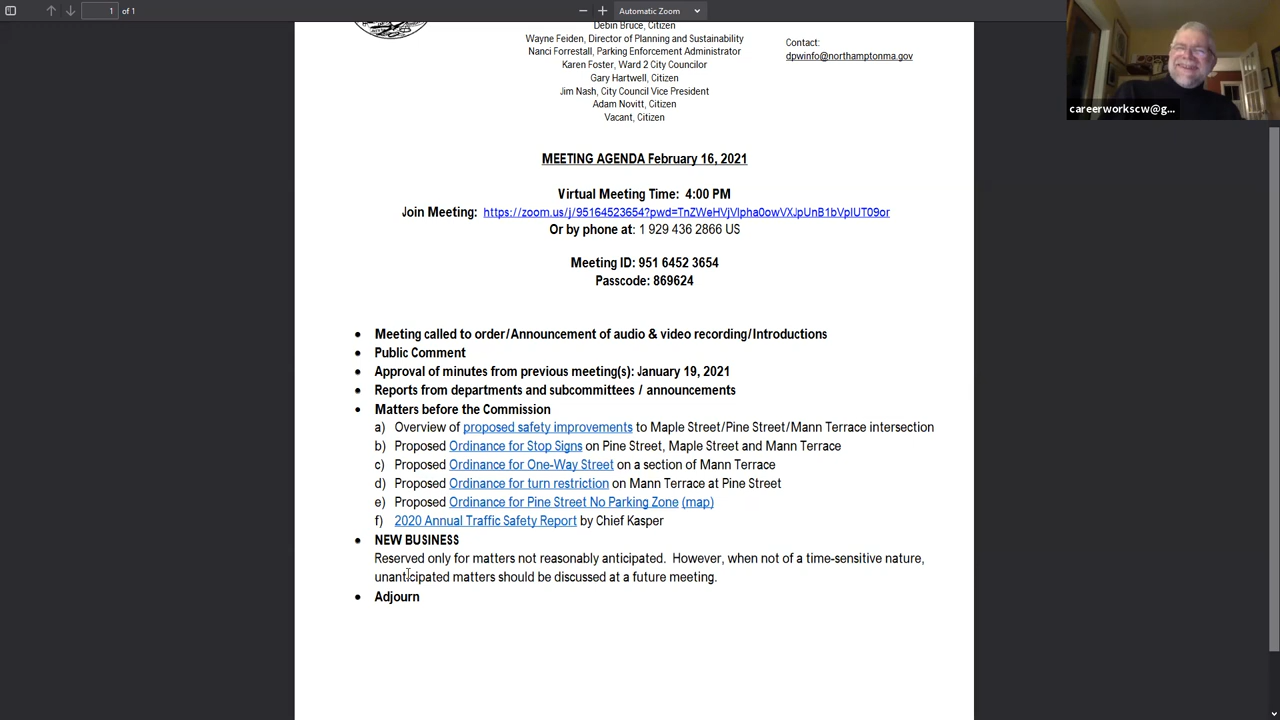 1 of 1
Automatic Zoom
Debin Bruce, Citizen
Wayne Feiden, Director of Planning and Sustainability
Nanci Forrestall, Parking Enforcement Administrator
Karen Foster, Ward 2 City Councilor
Gary Hartwell, Citizen
Jim Nash, City Council Vice President
Adam Novitt, Citizen
Vacant, Citizen
Contact:
dpwinfo@northamptonma.gov
careerworkscw@g...
MEETING AGENDA February 16, 2021
Virtual Meeting Time: 4:00 PM
Join Meeting: https://zoom.us/j/95164523654?pwd=TnZWeHVjVlpha0owVXJpUnB1bVpIUT09or
Or by phone at: 1 929 436 2866 US
Meeting ID: 951 6452 3654
Passcode: 869624
• Meeting called to order/Announcement of audio & video recording/Introductions
• Public Comment
• Approval of minutes from previous meeting(s): January 19, 2021
• Reports from departments and subcommittees / announcements
• Matters before the Commission
a) Overview of proposed safety improvements to Maple Street/Pine Street/Mann Terrace intersection
b) Proposed Ordinance for Stop Signs on Pine Street, Maple Street and Mann Terrace
c) Proposed Ordinance for One-Way Street on a section of Mann Terrace
d) Proposed Ordinance for turn restriction on Mann Terrace at Pine Street
e) Proposed Ordinance for Pine Street No Parking Zone (map)
f) 2020 Annual Traffic Safety Report by Chief Kasper
• NEW BUSINESS
Reserved only for matters not reasonably anticipated. However, when not of a time-sensitive nature,
unanticipated matters should be discussed at a future meeting.
• Adjourn